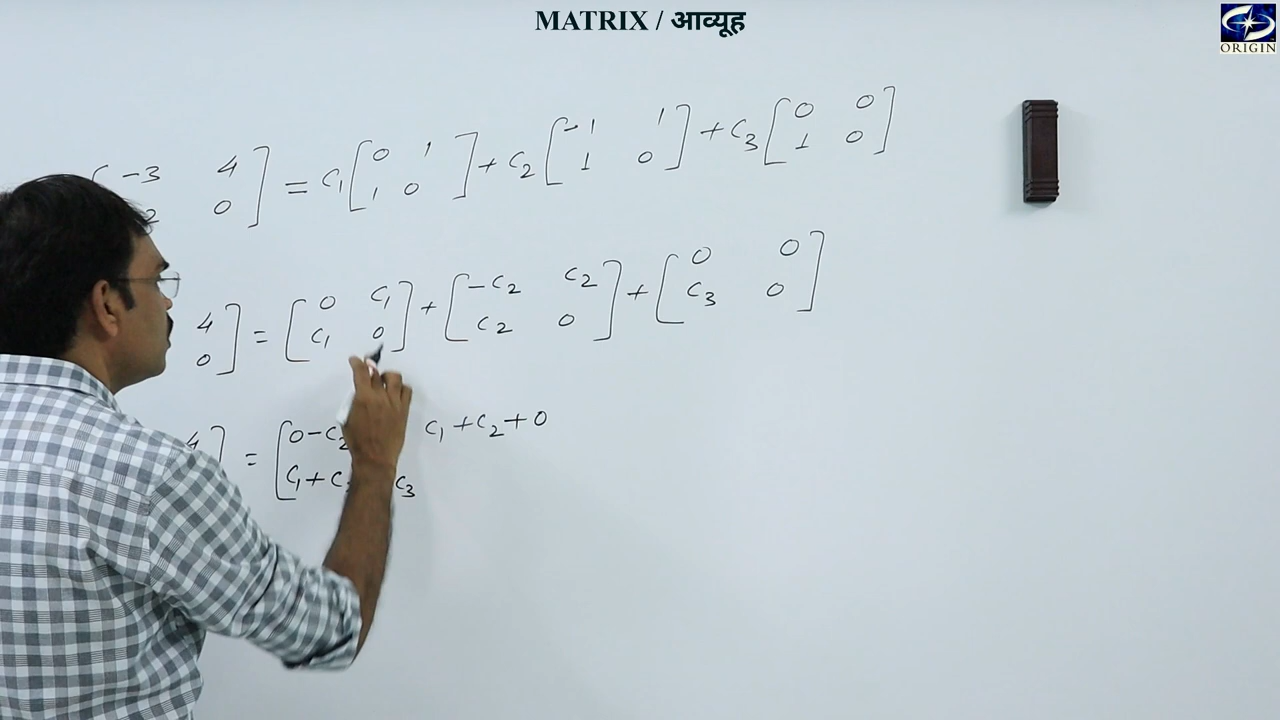 MATRIX / आव्यूह
ORIGIN
[-3 4] = C₁[0 1] + C₂[-1 1] + C₃[0 0]
2 0] [1 0] [1 0] [1 0]
4] = [0 C₁] + [-C₂ C₂] + [0 0]
0] [C₁ 0] [C₂ 0] [C₃ 0]
4] = [0-C₂ C₁+C₂+0
[C₁+C C₃